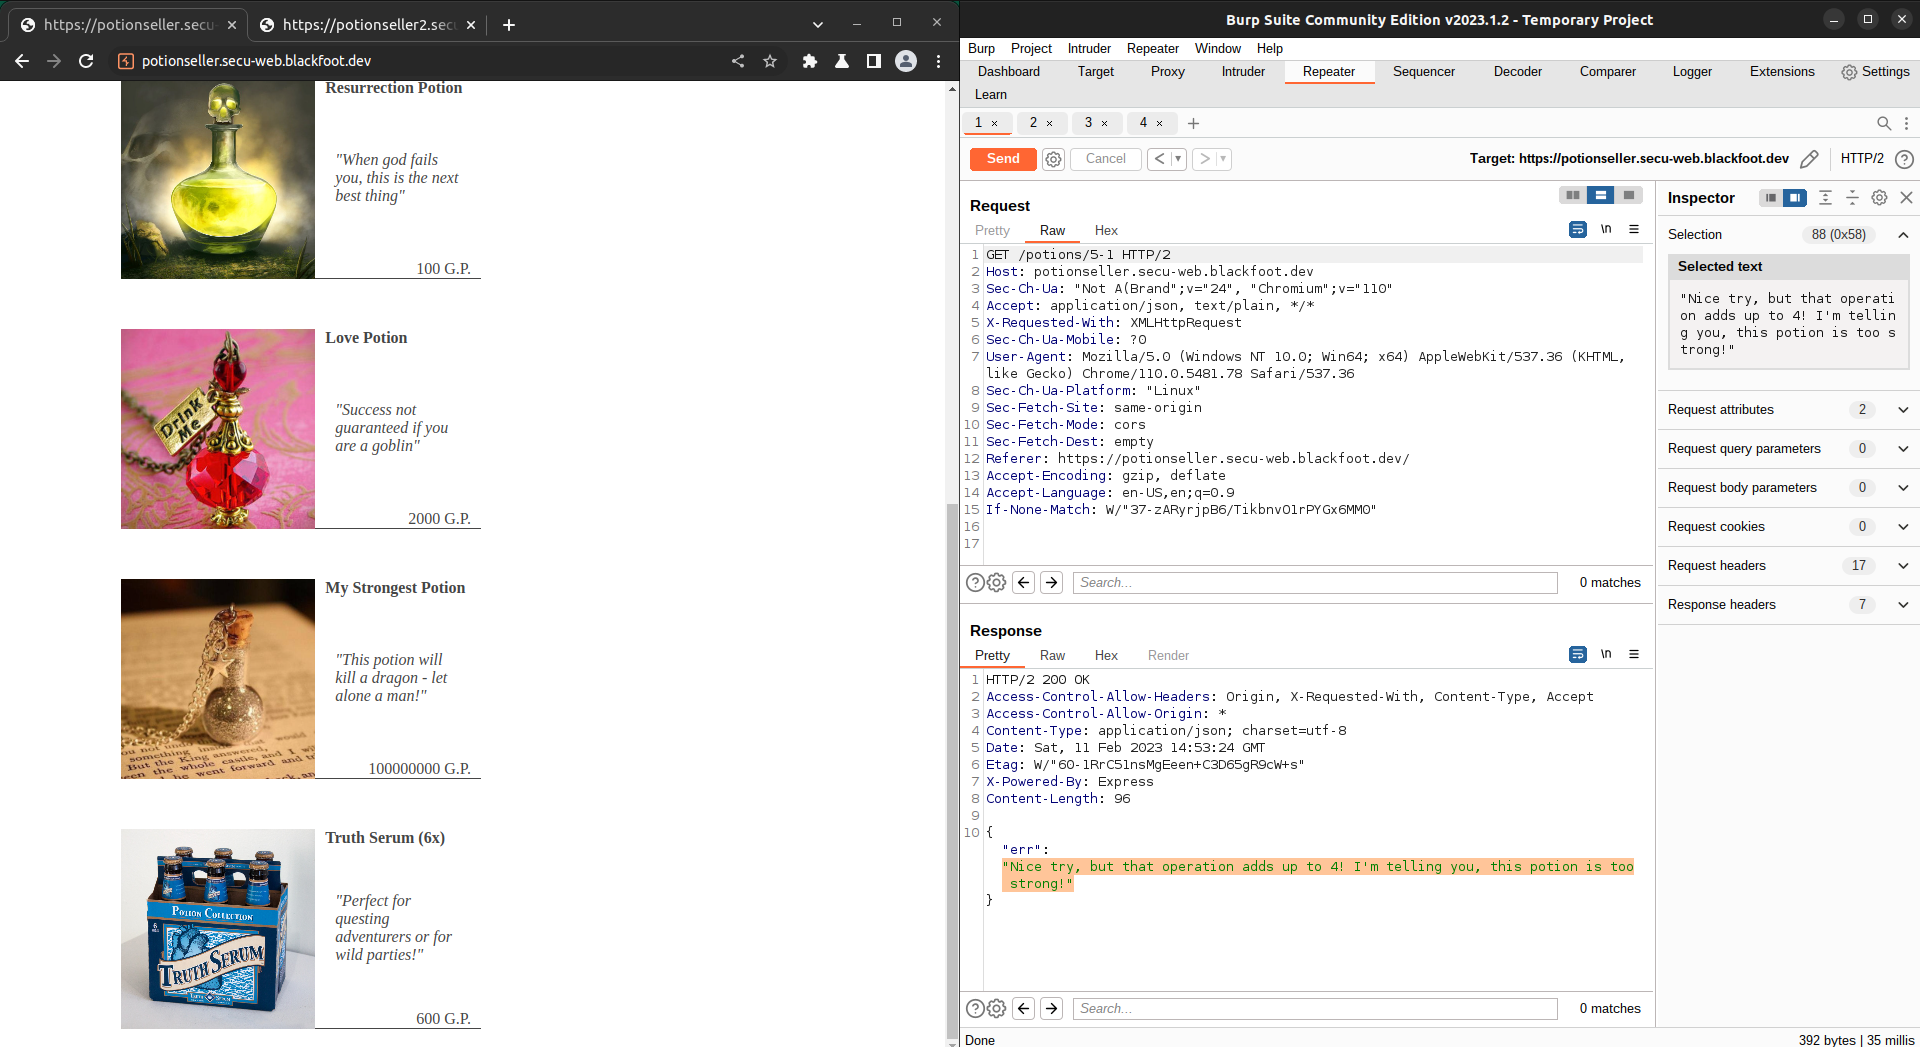 https://potionseller.secu-
https://potionseller2.sec
potionseller.secu-web.blackfoot.dev
Resurrection Potion
"When god fails
you, this is the next
best thing"
100 G.P.
Love Potion
Drink
Me
"Success not
guaranteed if you
are a goblin"
2000 G.P.
My Strongest Potion
"This potion will
kill a dragon - let
alone a man!"
100000000 G.P.
Truth Serum (6x)
POTION COLLECTION
TRUTH SERUM
"Perfect for
questing
adventurers or for
wild parties!"
600 G.P.
Burp Suite Community Edition v2023.1.2 - Temporary Project
Burp Project Intruder Repeater Window Help
Dashboard Target Proxy Intruder Repeater Sequencer Decoder Comparer Logger Extensions Settings
Learn
1 × 2 × 3 × 4 × +
Send Cancel < > Target: https://potionseller.secu-web.blackfoot.dev HTTP/2
Request
Pretty Raw Hex \n
1 GET /potions/5-1 HTTP/2
2 Host: potionseller.secu-web.blackfoot.dev
3 Sec-Ch-Ua: "Not A(Brand";v="24", "Chromium";v="110"
4 Accept: application/json, text/plain, */*
5 X-Requested-With: XMLHttpRequest
6 Sec-Ch-Ua-Mobile: ?0
7 User-Agent: Mozilla/5.0 (Windows NT 10.0; Win64; x64) AppleWebKit/537.36 (KHTML,
like Gecko) Chrome/110.0.5481.78 Safari/537.36
8 Sec-Ch-Ua-Platform: "Linux"
9 Sec-Fetch-Site: same-origin
10 Sec-Fetch-Mode: cors
11 Sec-Fetch-Dest: empty
12 Referer: https://potionseller.secu-web.blackfoot.dev/
13 Accept-Encoding: gzip, deflate
14 Accept-Language: en-US,en;q=0.9
15 If-None-Match: W/"37-zARyrjpB6/TikbnvO1rPYGx6MM0"
16
17
Search... 0 matches
Response
Pretty Raw Hex Render \n
1 HTTP/2 200 OK
2 Access-Control-Allow-Headers: Origin, X-Requested-With, Content-Type, Accept
3 Access-Control-Allow-Origin: *
4 Content-Type: application/json; charset=utf-8
5 Date: Sat, 11 Feb 2023 14:53:24 GMT
6 Etag: W/"60-1RrC51nsMgEeen+C3D65gR9cW+s"
7 X-Powered-By: Express
8 Content-Length: 96
9
10 {
"err":
"Nice try, but that operation adds up to 4! I'm telling you, this potion is too
strong!"
}
Search... 0 matches
Done
392 bytes | 35 millis
Inspector
Selection 88 (0x58)
Selected text
"Nice try, but that operati
on adds up to 4! I'm tellin
g you, this potion is too s
trong!"
Request attributes 2
Request query parameters 0
Request body parameters 0
Request cookies 0
Request headers 17
Response headers 7